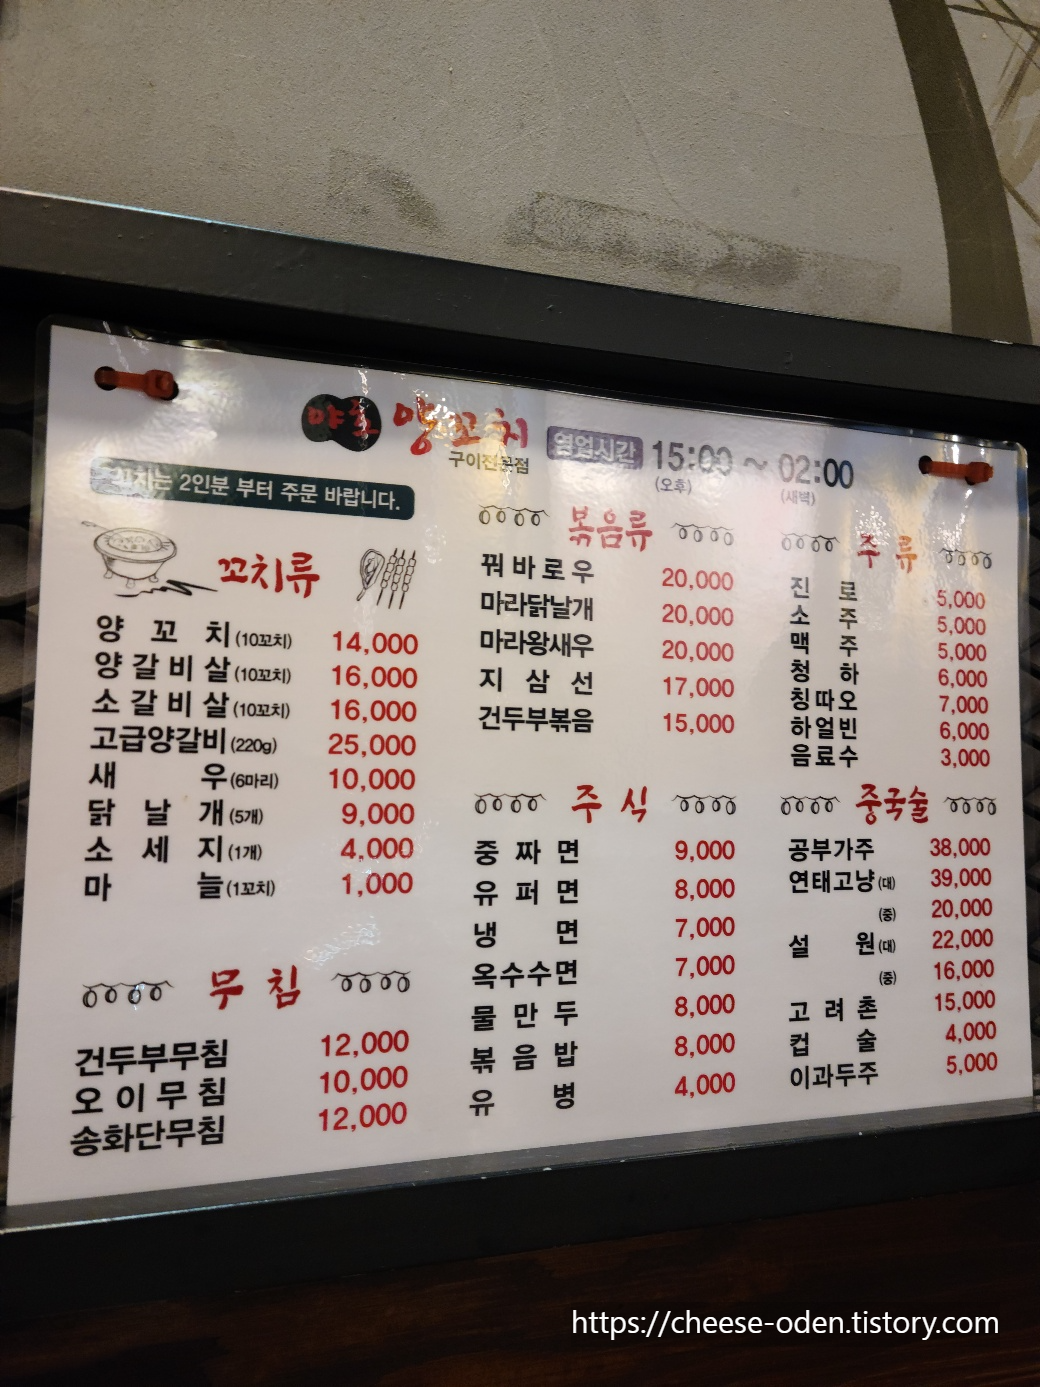 양꼬치
구이전문점
영업시간 15:00 ~ 02:00
(오후) (새벽)
꼬치는 2인분 부터 주문 바랍니다.
꼬치류
양 꼬 치 (10꼬치) 14,000
양 갈 비 살 (10꼬치) 16,000
소 갈 비 살 (10꼬치) 16,000
고급양갈비 (220g) 25,000
새 우 (6마리) 10,000
닭 날 개 (5개) 9,000
소 세 지 (1개) 4,000
마 늘 (1꼬치) 1,000
무 침
건두부무침 12,000
오 이 무 침 10,000
송화단무침 12,000
볶음류
꿔 바 로 우 20,000
마라닭날개 20,000
마라왕새우 20,000
지 삼 선 17,000
건두부볶음 15,000
주 식
중 짜 면 9,000
유 퍼 면 8,000
냉 면 7,000
옥수수면 7,000
물 만 두 8,000
볶 음 밥 8,000
유 병 4,000
주 류
진 로 5,000
소 주 5,000
맥 주 5,000
청 하 6,000
칭따오 7,000
하얼빈 6,000
음료수 3,000
중국술
공부가주 38,000
연태고냥 (대) 39,000
(중) 20,000
설 원 (대) 22,000
(중) 16,000
고 려 촌 15,000
컵 술 4,000
이과두주 5,000
https://cheese-oden.tistory.com